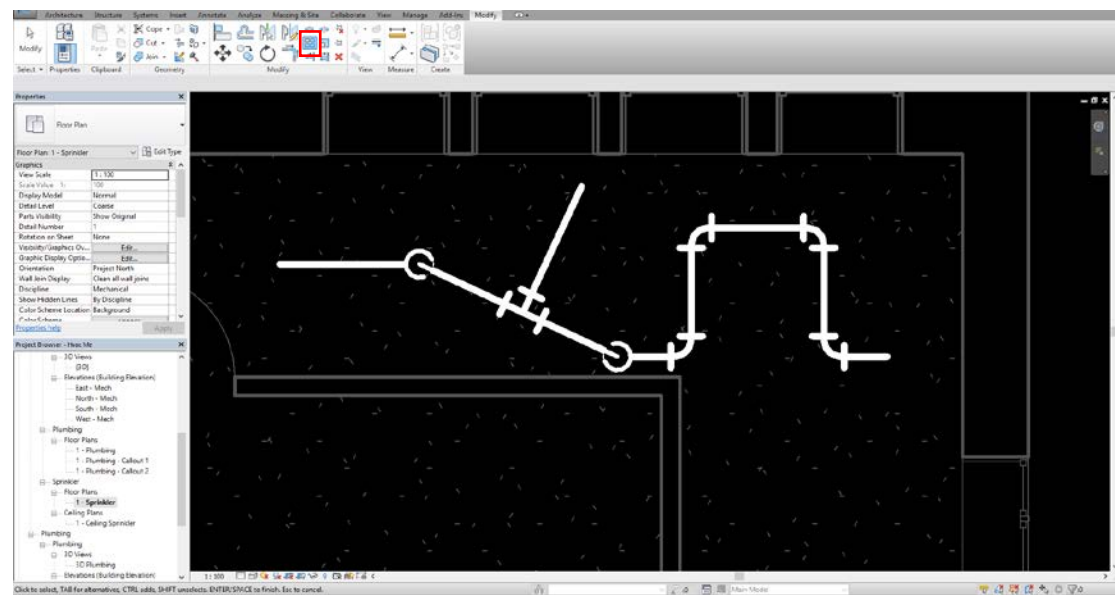 Architecture Structure Systems Insert Annotate Analyze Massing & Site Collaborate View Manage Add-Ins Modify
Modify
Paste
Cope
Cut
Join
Select Properties Clipboard Geometry Modify View Measure Create
Properties
Floor Plan
Floor Plan: 1 - Sprinkler Edit Type
Graphics
View Scale 1 : 100
Scale Value 1: 100
Display Model Normal
Detail Level Coarse
Parts Visibility Show Original
Detail Number 1
Rotation on Sheet None
Visibility/Graphics Ov... Edit...
Graphic Display Optio... Edit...
Orientation Project North
Wall Join Display Clean all wall joins
Discipline Mechanical
Show Hidden Lines By Discipline
Color Scheme Location Background
Color Scheme
Properties help Apply
Project Browser - Hvac Me
3D Views
{3D}
Elevations (Building Elevation)
East - Mech
North - Mech
South - Mech
West - Mech
Plumbing
Floor Plans
1 - Plumbing
1 - Plumbing - Callout 1
1 - Plumbing - Callout 2
Sprinkler
Floor Plans
1 - Sprinkler
Ceiling Plans
1 - Ceiling Sprinkler
Plumbing
Plumbing
3D Views
3D Plumbing
Elevations (Building Elevation)
1 : 100
Click to select, TAB for alternatives, CTRL adds, SHIFT unselects. ENTER/SPACE to finish. Esc to cancel.
:0
Main Model
:0